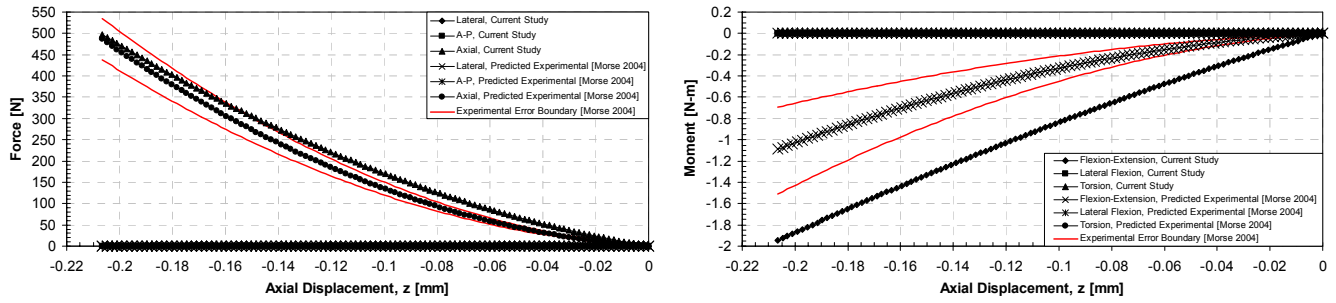 550
500
450
400
350
300
250
200
150
100
50
0
Force [N]
Lateral, Current Study
A-P, Current Study
Axial, Current Study
Lateral, Predicted Experimental [Morse 2004]
A-P, Predicted Experimental [Morse 2004]
Axial, Predicted Experimental [Morse 2004]
Experimental Error Boundary [Morse 2004]
-0.22 -0.2 -0.18 -0.16 -0.14 -0.12 -0.1 -0.08 -0.06 -0.04 -0.02 0
Axial Displacement, z [mm]
0.2
0
-0.2
-0.4
-0.6
-0.8
-1
-1.2
-1.4
-1.6
-1.8
-2
Moment [N-m]
Flexion-Extension, Current Study
Lateral Flexion, Current Study
Torsion, Current Study
Flexion-Extension, Predicted Experimental [Morse 2004]
Lateral Flexion, Predicted Experimental [Morse 2004]
Torsion, Predicted Experimental [Morse 2004]
Experimental Error Boundary [Morse 2004]
-0.22 -0.2 -0.18 -0.16 -0.14 -0.12 -0.1 -0.08 -0.06 -0.04 -0.02 0
Axial Displacement, z [mm]